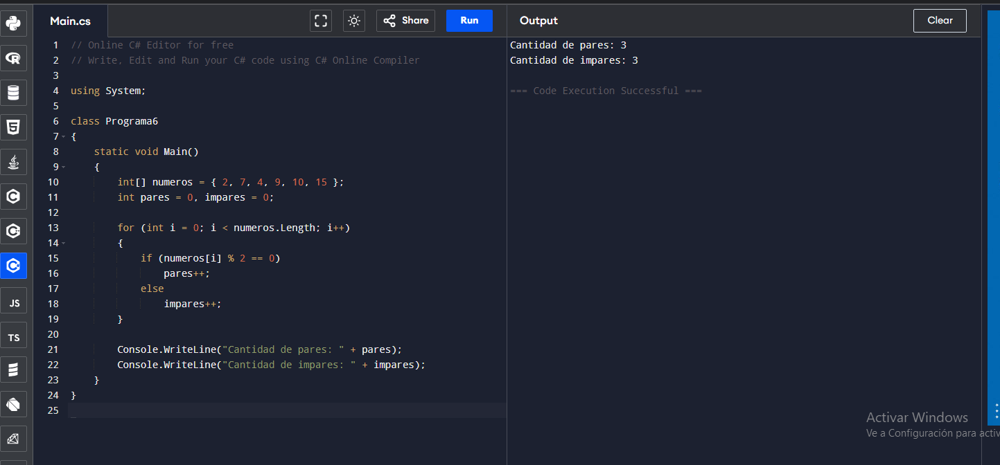 Main.cs
Share
Run
Output
Clear
1 // Online C# Editor for free
2 // Write, Edit and Run your C# code using C# Online Compiler
3
4 using System;
5
6 class Programa6
7 {
8 static void Main()
9 {
10 int[] numeros = { 2, 7, 4, 9, 10, 15 };
11 int pares = 0, impares = 0;
12
13 for (int i = 0; i < numeros.Length; i++)
14 {
15 if (numeros[i] % 2 == 0)
16 pares++;
17 else
18 impares++;
19 }
20
21 Console.WriteLine("Cantidad de pares: " + pares);
22 Console.WriteLine("Cantidad de impares: " + impares);
23 }
24 }
25
Cantidad de pares: 3
Cantidad de impares: 3
=== Code Execution Successful ===
R
5
C
C
C
JS
TS
Activar Windows
Ve a Configuración para activ